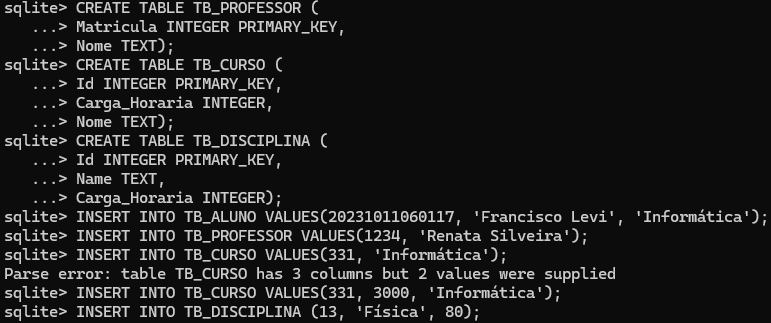 sqlite> CREATE TABLE TB_PROFESSOR (
   ...> Matricula INTEGER PRIMARY_KEY,
   ...> Nome TEXT);
sqlite> CREATE TABLE TB_CURSO (
   ...> Id INTEGER PRIMARY_KEY,
   ...> Carga_Horaria INTEGER,
   ...> Nome TEXT);
sqlite> CREATE TABLE TB_DISCIPLINA (
   ...> Id INTEGER PRIMARY_KEY,
   ...> Name TEXT,
   ...> Carga_Horaria INTEGER);
sqlite> INSERT INTO TB_ALUNO VALUES(20231011060117, 'Francisco Levi', 'Informática');
sqlite> INSERT INTO TB_PROFESSOR VALUES(1234, 'Renata Silveira');
sqlite> INSERT INTO TB_CURSO VALUES(331, 'Informática');
Parse error: table TB_CURSO has 3 columns but 2 values were supplied
sqlite> INSERT INTO TB_CURSO VALUES(331, 3000, 'Informática');
sqlite> INSERT INTO TB_DISCIPLINA (13, 'Física', 80);